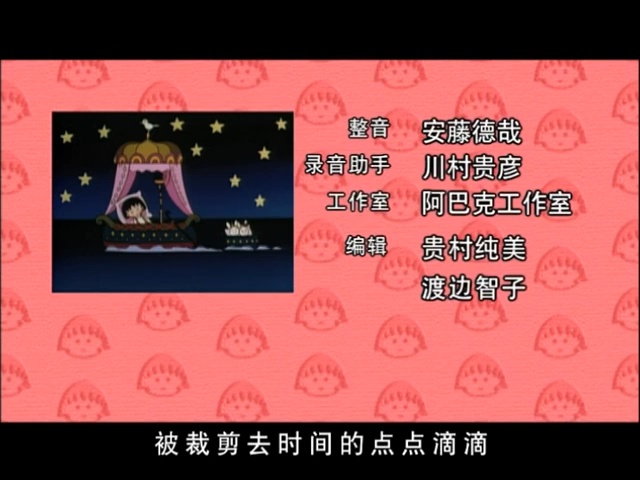 整音 安藤德哉
录音助手 川村贵彦
工作室 阿巴克工作室
编辑 贵村纯美
渡边智子
被裁剪去时间的点点滴滴